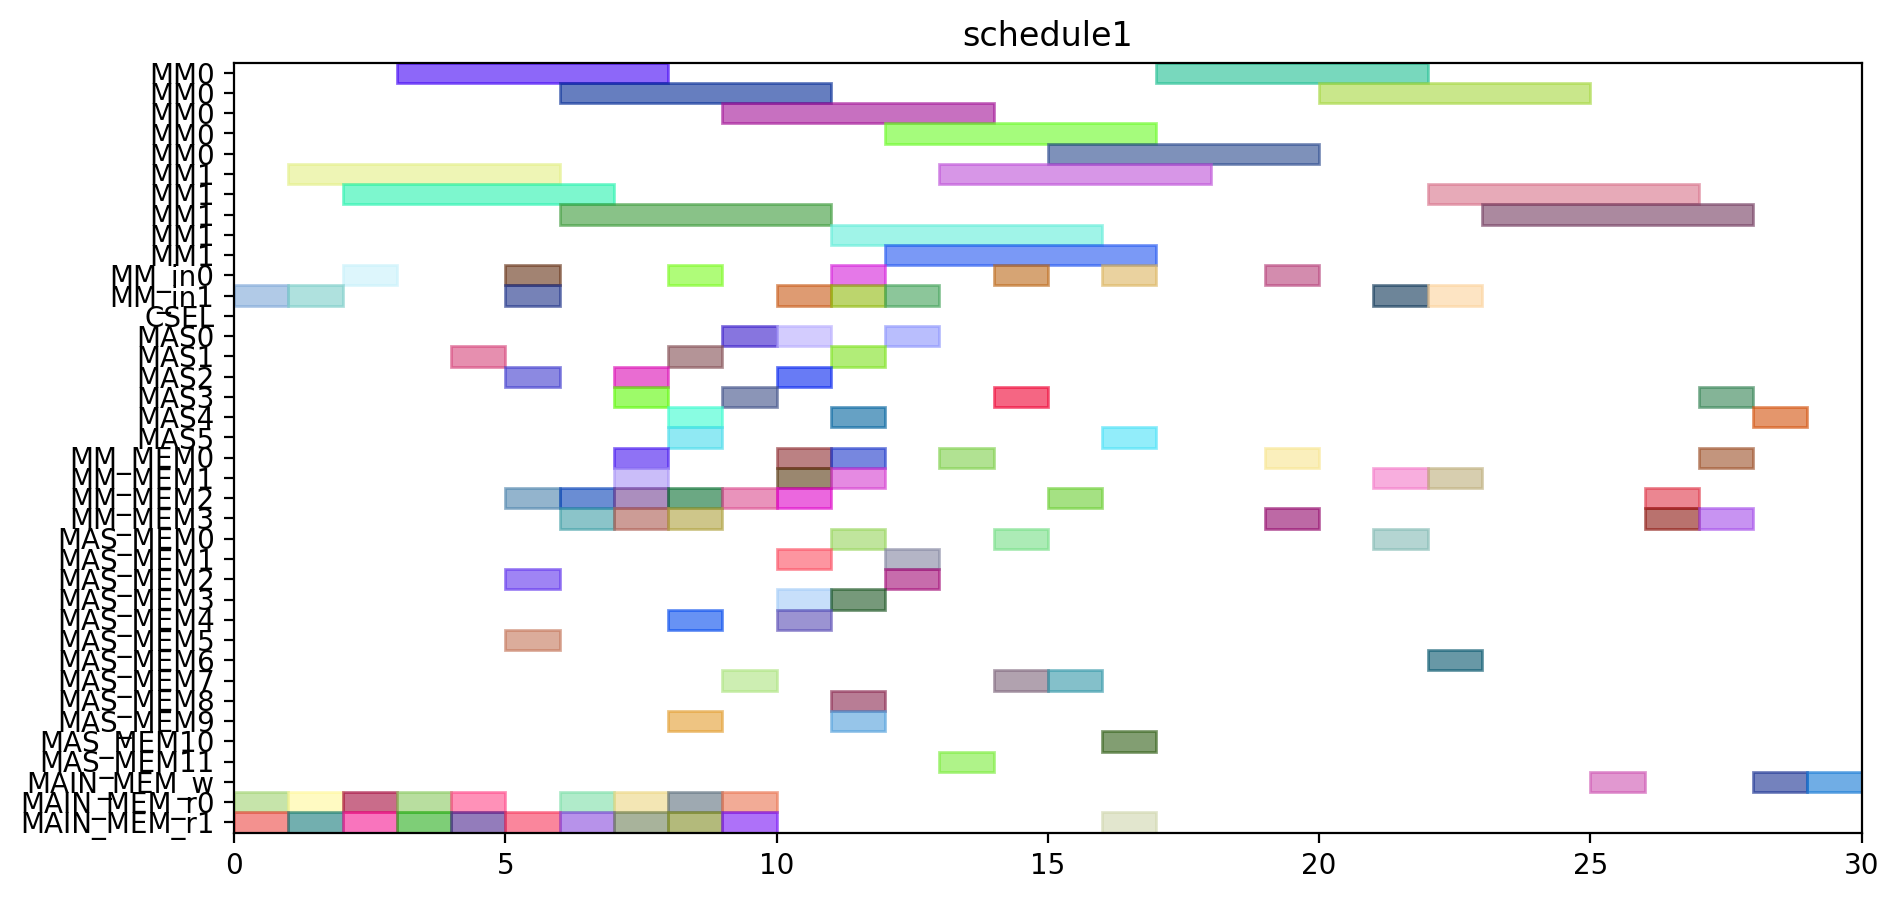 schedule1
MM0
MM0
MM0
MM0
MM0
MM1
MM1
MM1
MM1
MM1
MM_in0
MM_in1
CSEL
MAS0
MAS1
MAS2
MAS3
MAS4
MAS5
MM_MEM0
MM_MEM1
MM_MEM2
MM_MEM3
MAS_MEM0
MAS_MEM1
MAS_MEM2
MAS_MEM3
MAS_MEM4
MAS_MEM5
MAS_MEM6
MAS_MEM7
MAS_MEM8
MAS_MEM9
MAS_MEM10
MAS_MEM11
MAIN_MEM_w
MAIN_MEM_r0
MAIN_MEM_r1
0 5 10 15 20 25 30